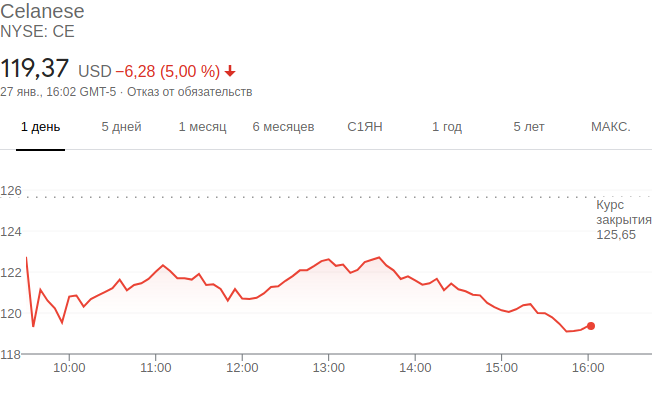 Celanese
NYSE: CE
119,37 USD −6,28 (5,00 %)
27 янв., 16:02 GMT-5 · Отказ от обязательств
1 день 5 дней 1 месяц 6 месяцев С1ЯН 1 год 5 лет МАКС.
126
Курс
закрытия
125,65
124
122
120
118
10:00 11:00 12:00 13:00 14:00 15:00 16:00